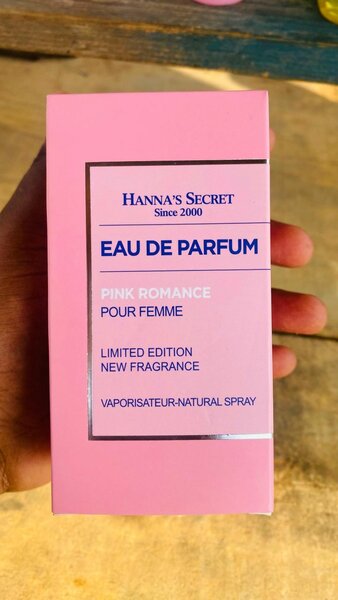 HANNA'S SECRET
Since 2000
EAU DE PARFUM
PINK ROMANCE
POUR FEMME
LIMITED EDITION
NEW FRAGRANCE
VAPORISATEUR-NATURAL SPRAY